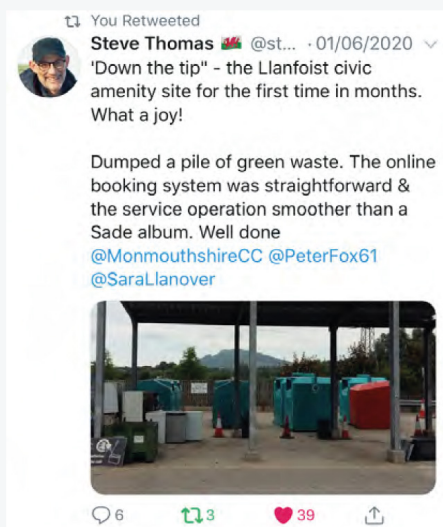 You Retweeted
Steve Thomas @st... · 01/06/2020
'Down the tip" - the Llanfoist civic
amenity site for the first time in months.
What a joy!
Dumped a pile of green waste. The online
booking system was straightforward &
the service operation smoother than a
Sade album. Well done
@MonmouthshireCC @PeterFox61
@SaraLlanover
6 3 39